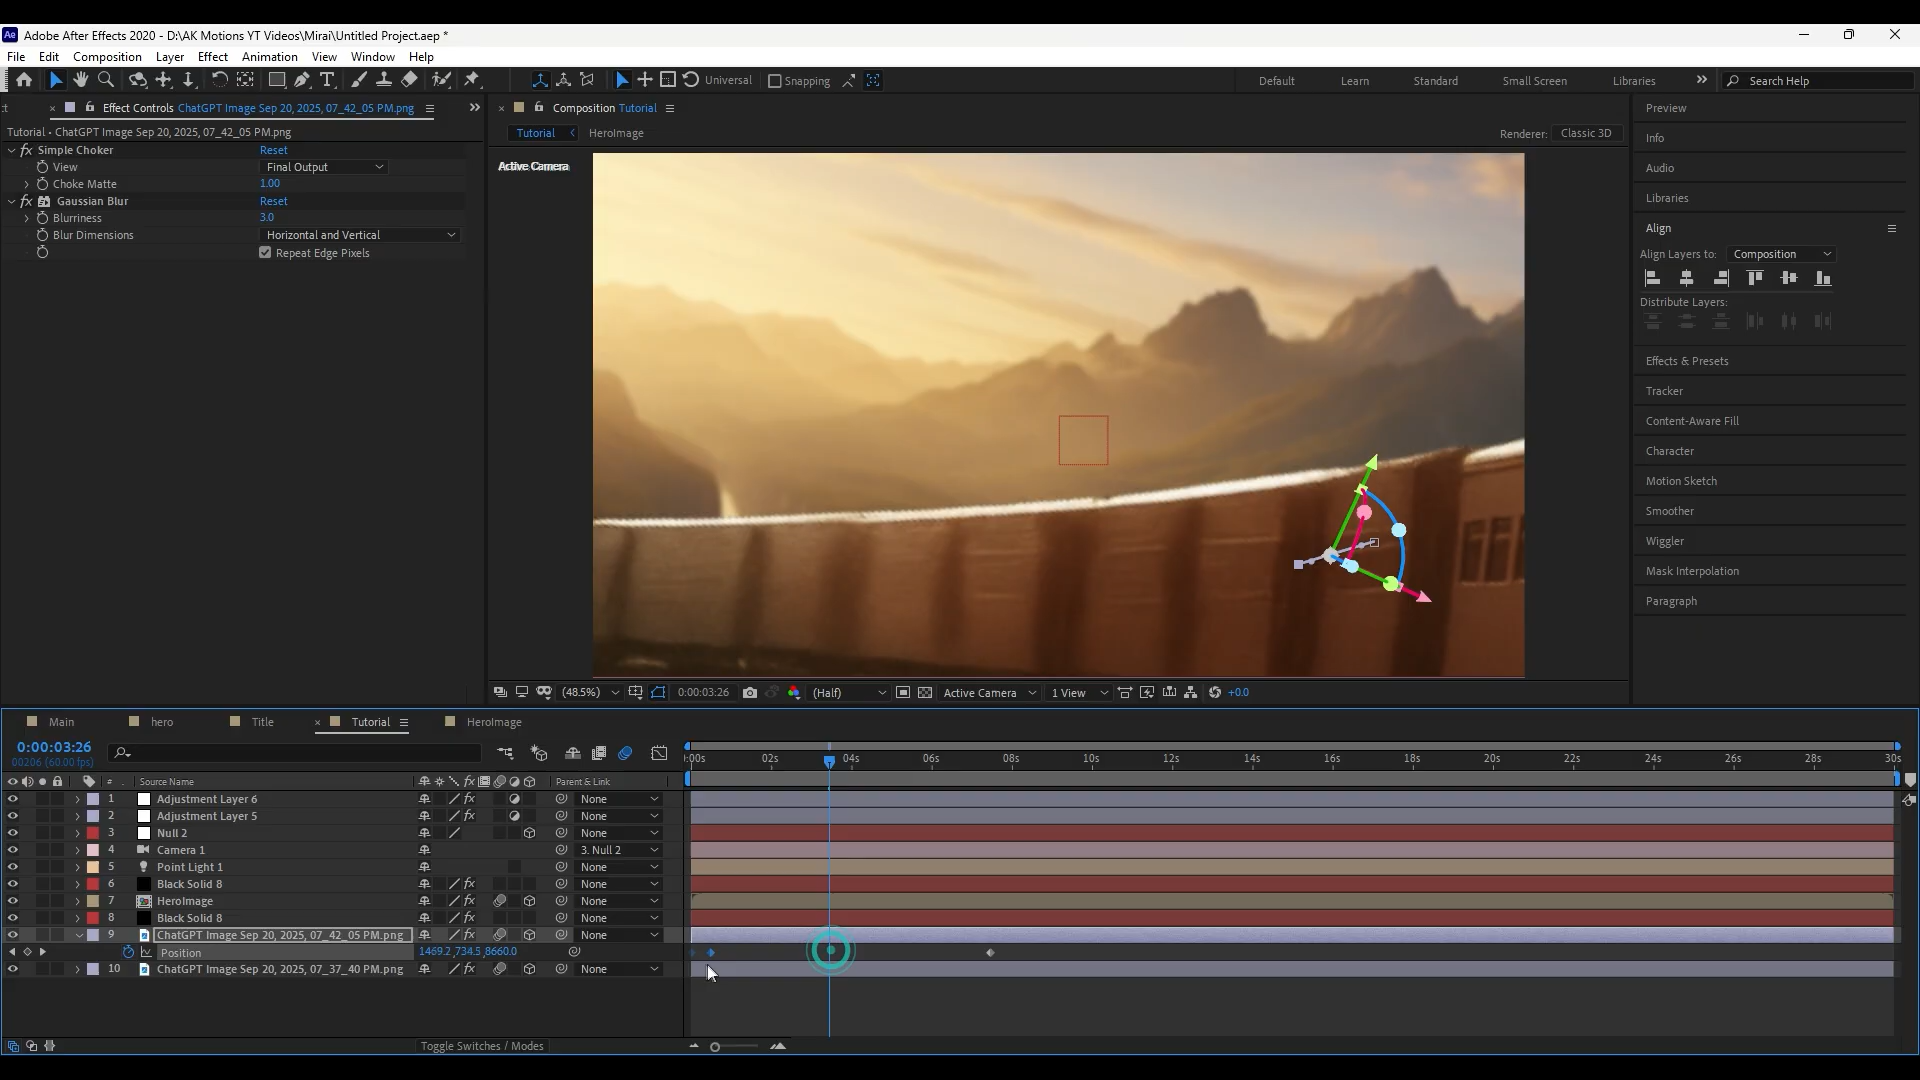 Adobe After Effects 2020 - D:\AK Motions YT Videos\Mirai\Untitled Project.aep *
File Edit Composition Layer Effect Animation View Window Help
Universal Snapping Default Learn Standard Small Screen Libraries Search Help
Effect Controls ChatGPT Image Sep 20, 2025, 07_42_05 PM.png
Tutorial • ChatGPT Image Sep 20, 2025, 07_42_05 PM.png
fx Simple Choker Reset
View Final Output
Choke Matte 1.00
fx Gaussian Blur Reset
Blurriness 3.0
Blur Dimensions Horizontal and Vertical
Repeat Edge Pixels
Composition Tutorial
Tutorial HeroImage
Renderer: Classic 3D
Active Camera
(48.5%) 0:00:03:26 (Half) Active Camera 1 View +0.0
Preview
Info
Audio
Libraries
Align
Align Layers to: Composition
Distribute Layers:
Effects & Presets
Tracker
Content-Aware Fill
Character
Motion Sketch
Smoother
Wiggler
Mask Interpolation
Paragraph
Main hero Title Tutorial HeroImage
0:00:03:26
00206 (60.00 fps)
:00s 02s 04s 06s 08s 10s 12s 14s 16s 18s 20s 22s 24s 26s 28s 30s
# Source Name Parent & Link
1 Adjustment Layer 6 None
2 Adjustment Layer 5 None
3 Null 2 None
4 Camera 1 3. Null 2
5 Point Light 1 None
6 Black Solid 8 None
7 HeroImage None
8 Black Solid 8 None
9 ChatGPT Image Sep 20, 2025, 07_42_05 PM.png None
Position 1469.2,734.5,8660.0
10 ChatGPT Image Sep 20, 2025, 07_37_40 PM.png None
Toggle Switches / Modes